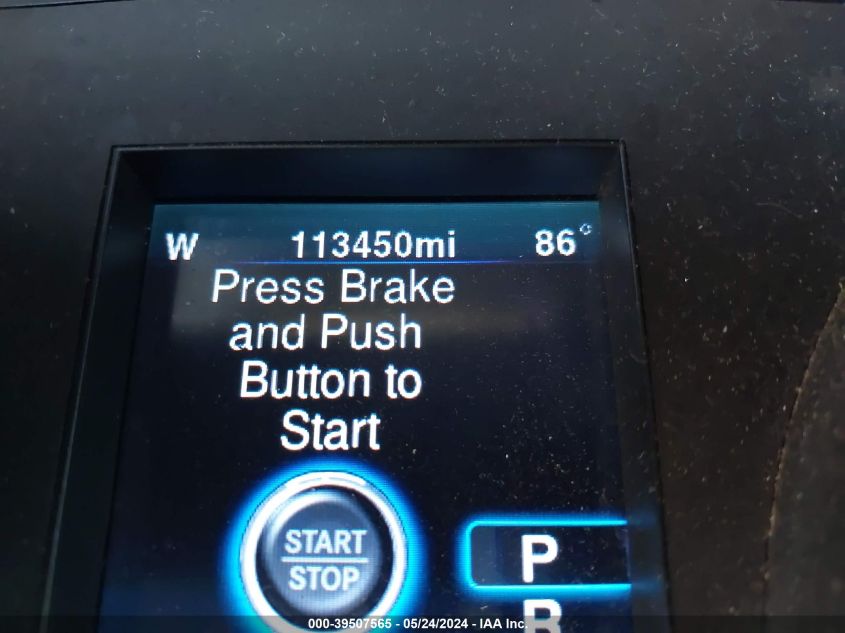 W 113450mi 86°
Press Brake
and Push
Button to
Start
START
STOP
P
R
000-39507565 - 05/24/2024 - IAA Inc.